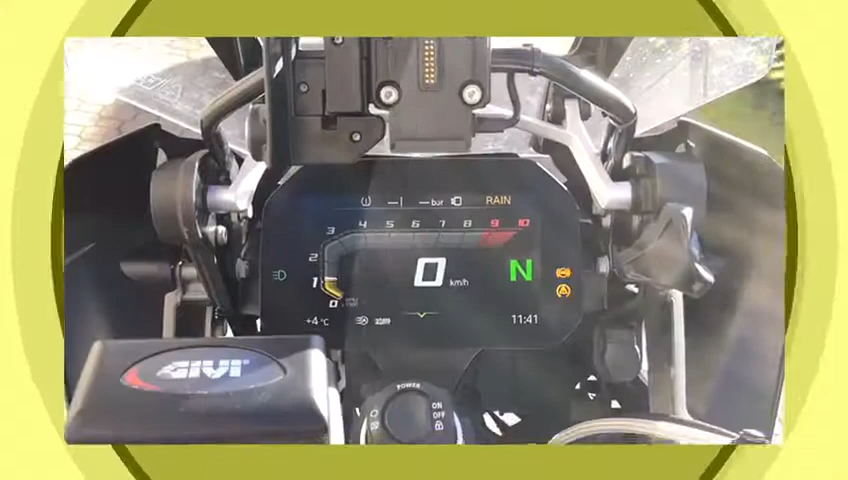 — | — bar RAIN
3 4 5 6 7 8 9 10
2
1
0
0 km/h N
+4°C 11:41
GIVI
POWER
ON
OFF